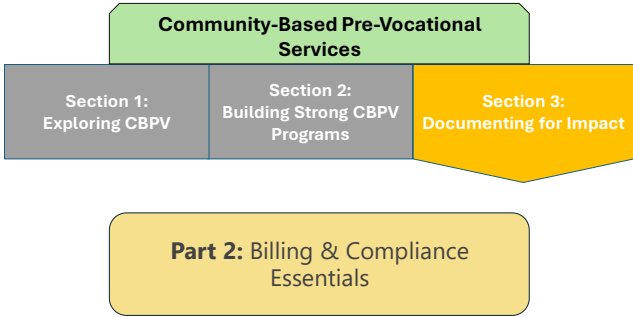 Community-Based Pre-Vocational
Services
Section 1:
Exploring CBPV
Section 2:
Building Strong CBPV
Programs
Section 3:
Documenting for Impact
Part 2: Billing & Compliance
Essentials